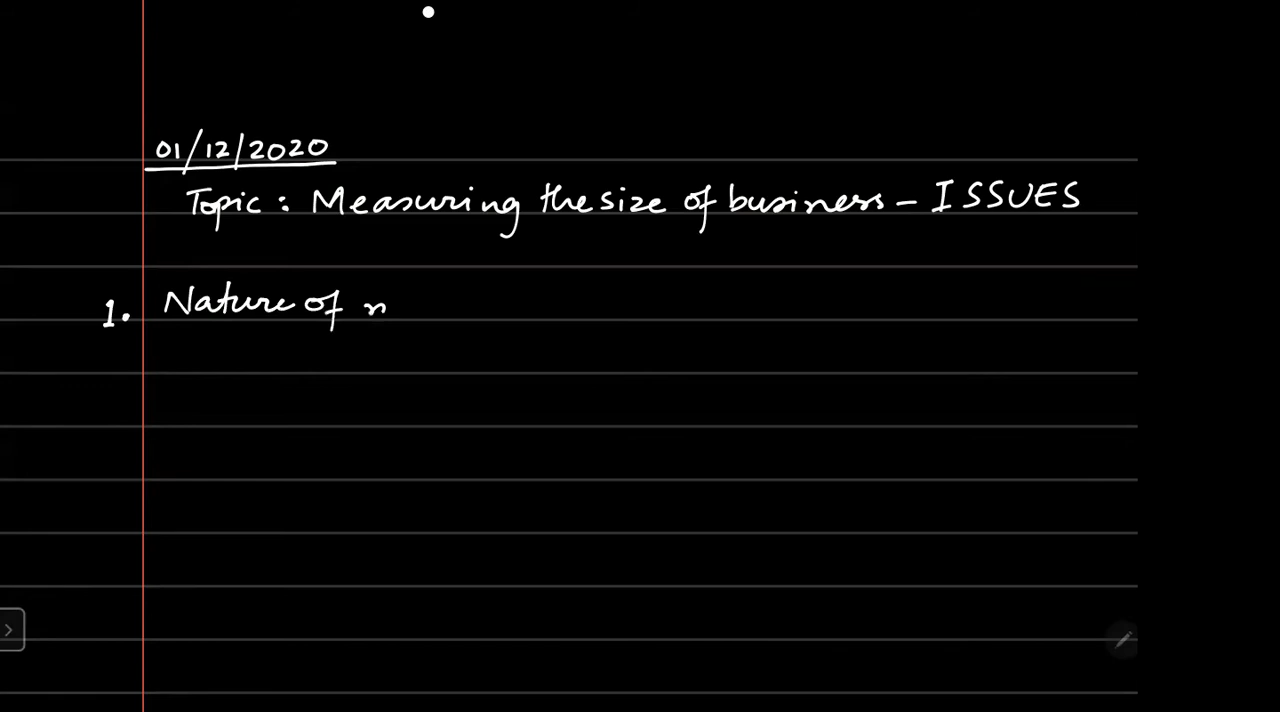 01/12/2020
Topic: Measuring the size of business - ISSUES
1. Nature of n